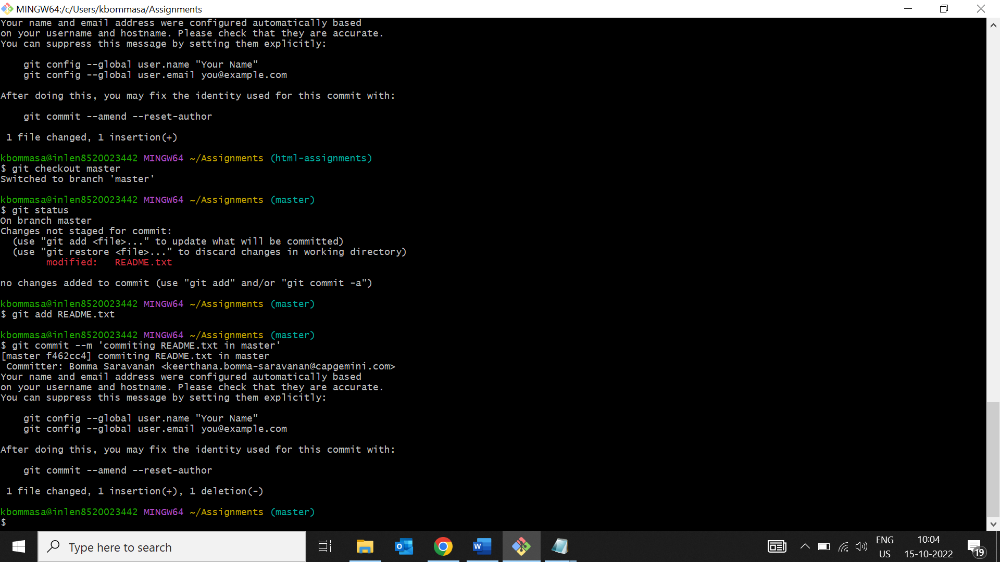 MINGW64:/c/Users/kbommasa/Assignments
Your name and email address were configured automatically based
on your username and hostname. Please check that they are accurate.
You can suppress this message by setting them explicitly:
    git config --global user.name "Your Name"
    git config --global user.email you@example.com
After doing this, you may fix the identity used for this commit with:
    git commit --amend --reset-author
 1 file changed, 1 insertion(+)
kbommasa@inlen8520023442 MINGW64 ~/Assignments (html-assignments)
$ git checkout master
Switched to branch 'master'
kbommasa@inlen8520023442 MINGW64 ~/Assignments (master)
$ git status
On branch master
Changes not staged for commit:
  (use "git add <file>..." to update what will be committed)
  (use "git restore <file>..." to discard changes in working directory)
        modified:   README.txt
no changes added to commit (use "git add" and/or "git commit -a")
kbommasa@inlen8520023442 MINGW64 ~/Assignments (master)
$ git add README.txt
kbommasa@inlen8520023442 MINGW64 ~/Assignments (master)
$ git commit --m 'commiting README.txt in master'
[master f462cc4] commiting README.txt in master
 Committer: Bomma Saravanan <keerthana.bomma-saravanan@capgemini.com>
Your name and email address were configured automatically based
on your username and hostname. Please check that they are accurate.
You can suppress this message by setting them explicitly:
    git config --global user.name "Your Name"
    git config --global user.email you@example.com
After doing this, you may fix the identity used for this commit with:
    git commit --amend --reset-author
 1 file changed, 1 insertion(+), 1 deletion(-)
kbommasa@inlen8520023442 MINGW64 ~/Assignments (master)
$
Type here to search
ENG
US
10:04
15-10-2022
19